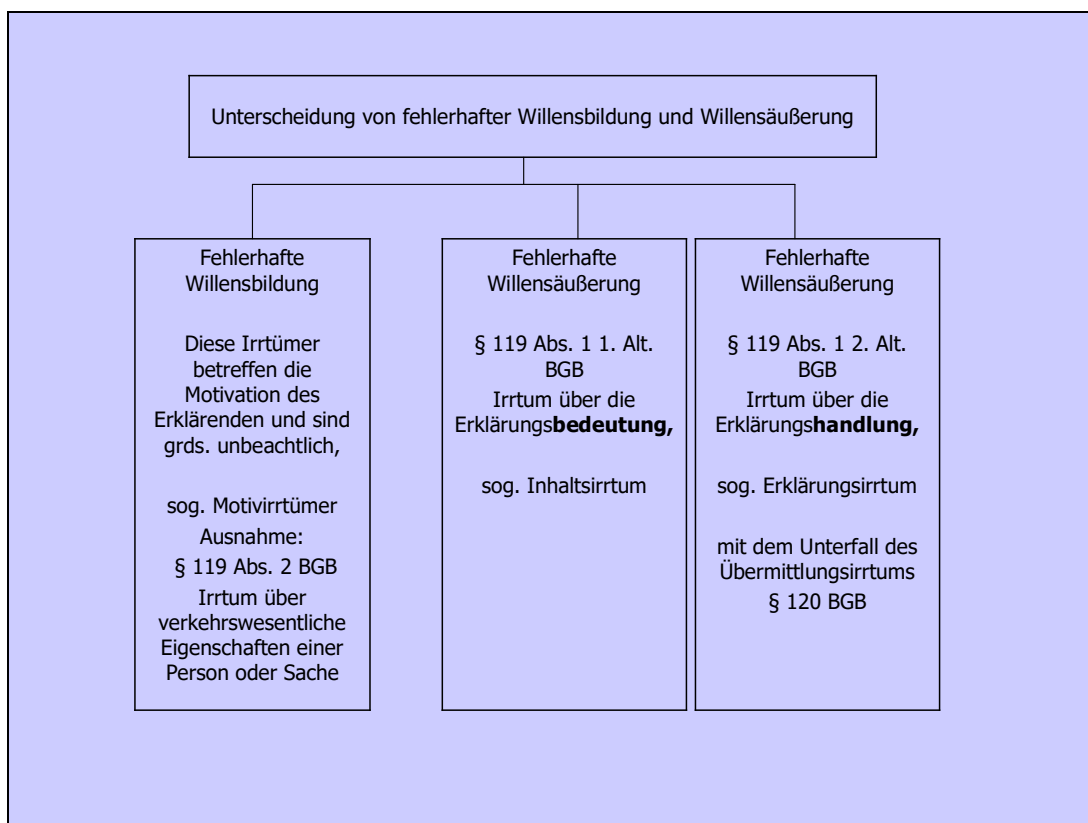 Unterscheidung von fehlerhafter Willensbildung und Willensäußerung
Fehlerhafte
Willensbildung
Diese Irrtümer
betreffen die
Motivation des
Erklärenden und sind
grds. unbeachtlich,
sog. Motivirrtümer
Ausnahme:
§ 119 Abs. 2 BGB
Irrtum über
verkehrswesentliche
Eigenschaften einer
Person oder Sache
Fehlerhafte
Willensäußerung
§ 119 Abs. 1 1. Alt.
BGB
Irrtum über die
Erklärungsbedeutung,
sog. Inhaltsirrtum
Fehlerhafte
Willensäußerung
§ 119 Abs. 1 2. Alt.
BGB
Irrtum über die
Erklärungshandlung,
sog. Erklärungsirrtum
mit dem Unterfall des
Übermittlungsirrtums
§ 120 BGB